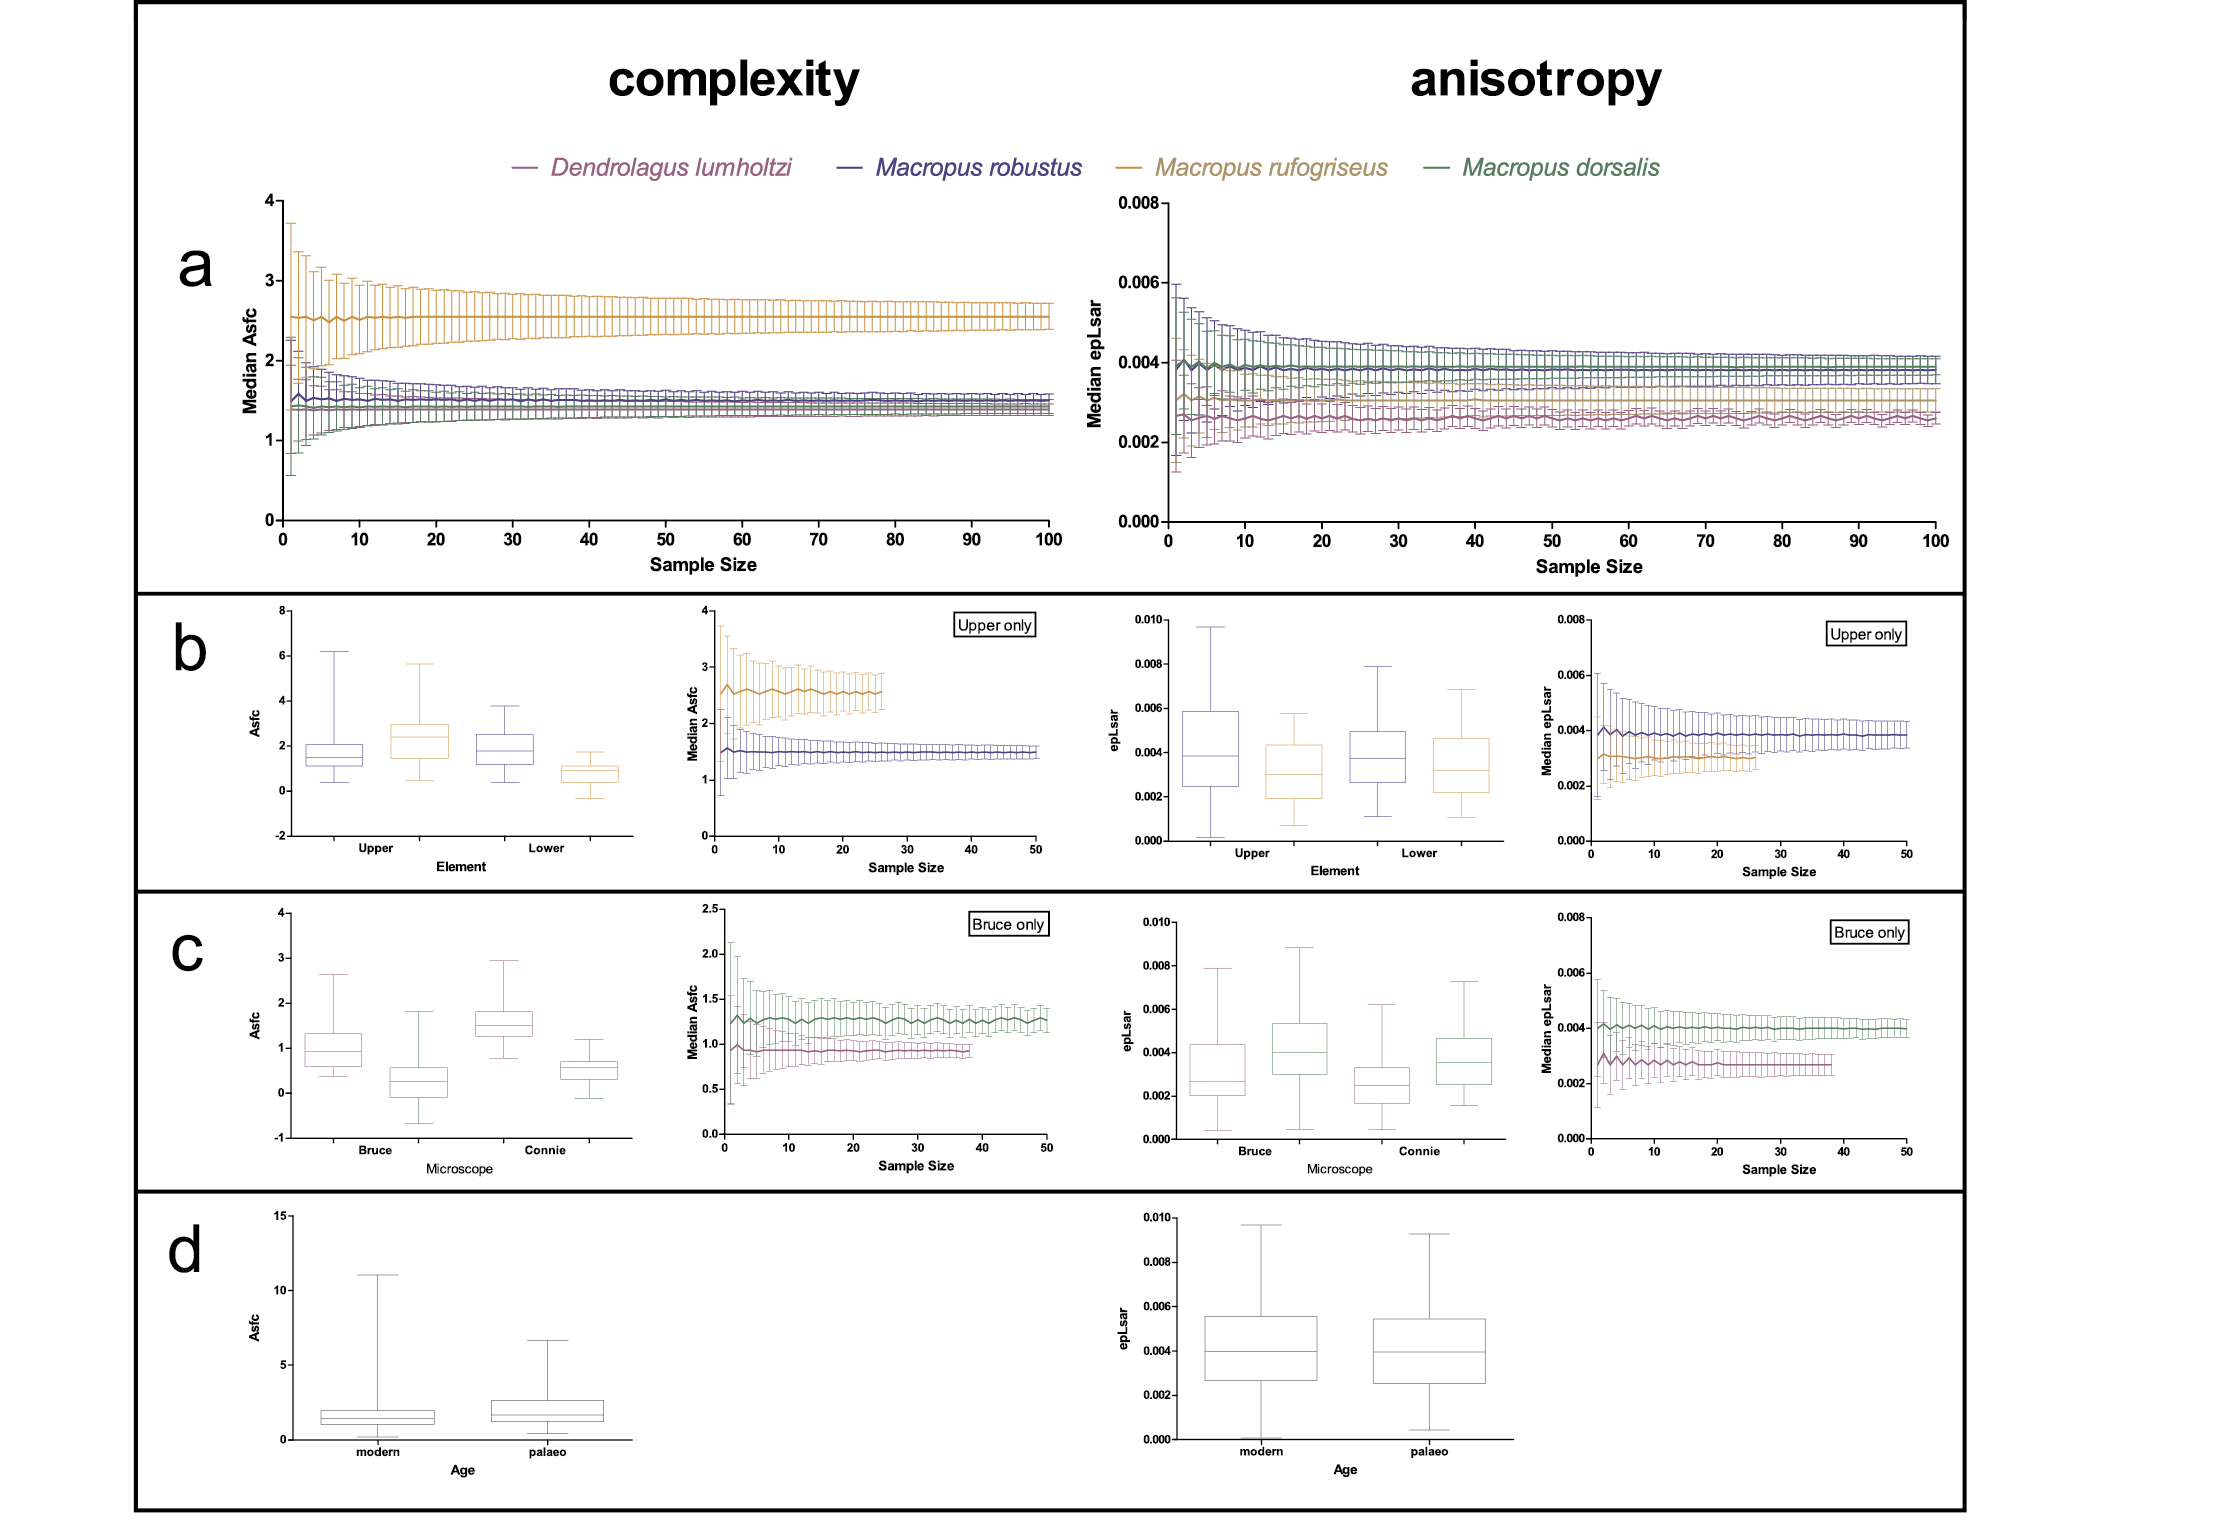 complexity
anisotropy
Dendrolagus lumholtzi
Macropus robustus
Macropus rufogriseus
Macropus dorsalis
a
Median Asfc
4
3
2
1
0
0 10 20 30 40 50 60 70 80 90 100
Sample Size
Median epLsar
0.008
0.006
0.004
0.002
0.000
0 10 20 30 40 50 60 70 80 90 100
Sample Size
b
Asfc
8
6
4
2
0
-2
Upper Lower
Element
Median Asfc
4
3
2
1
0
Upper only
0 10 20 30 40 50
Sample Size
epLsar
0.010
0.008
0.006
0.004
0.002
0.000
Upper Lower
Element
Median epLsar
0.008
0.006
0.004
0.002
0.000
Upper only
0 10 20 30 40 50
Sample Size
c
Asfc
4
3
2
1
0
-1
Bruce Connie
Microscope
Median Asfc
2.5
2.0
1.5
1.0
0.5
0.0
Bruce only
0 10 20 30 40 50
Sample Size
epLsar
0.010
0.008
0.006
0.004
0.002
0.000
Bruce Connie
Microscope
Median epLsar
0.008
0.006
0.004
0.002
0.000
Bruce only
0 10 20 30 40 50
Sample Size
d
Asfc
15
10
5
0
modern palaeo
Age
epLsar
0.010
0.008
0.006
0.004
0.002
0.000
modern palaeo
Age